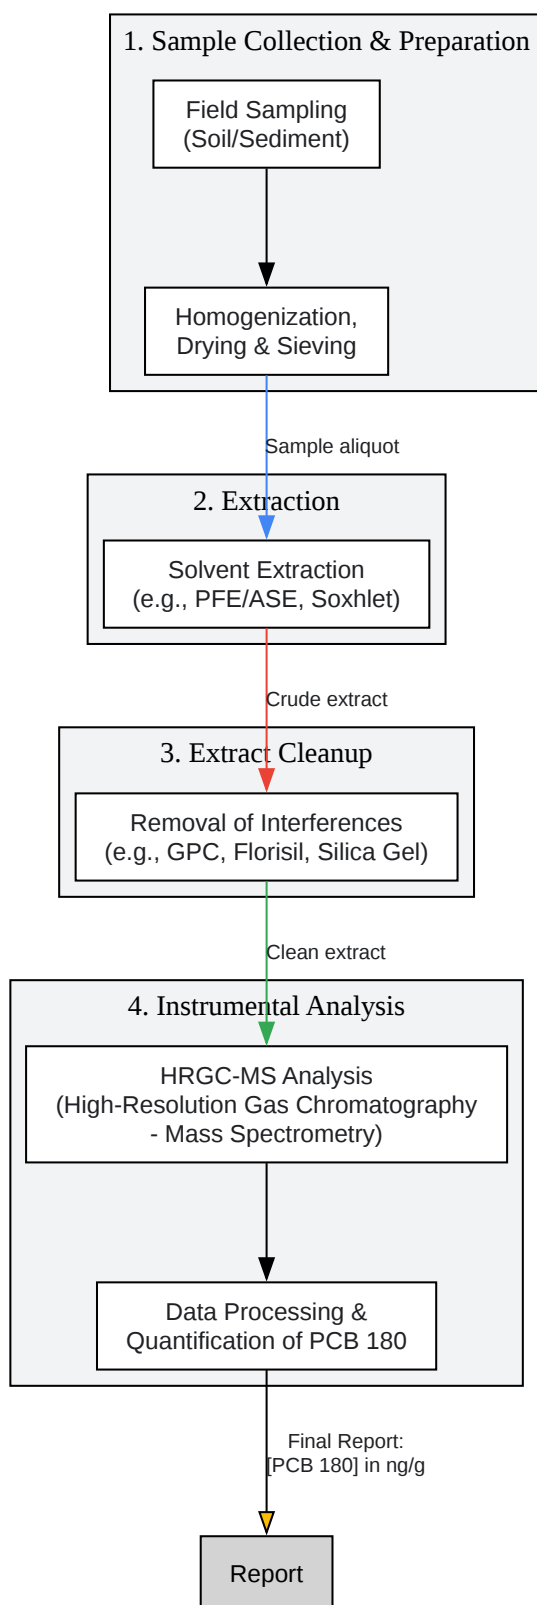 1. Sample Collection & Preparation
Field Sampling
(Soil/Sediment)
Homogenization,
Drying & Sieving
Sample aliquot
2. Extraction
Solvent Extraction
(e.g., PFE/ASE, Soxhlet)
Crude extract
3. Extract Cleanup
Removal of Interferences
(e.g., GPC, Florisil, Silica Gel)
Clean extract
4. Instrumental Analysis
HRGC-MS Analysis
(High-Resolution Gas Chromatography
- Mass Spectrometry)
Data Processing &
Quantification of PCB 180
Final Report:
[PCB 180] in ng/g
Report